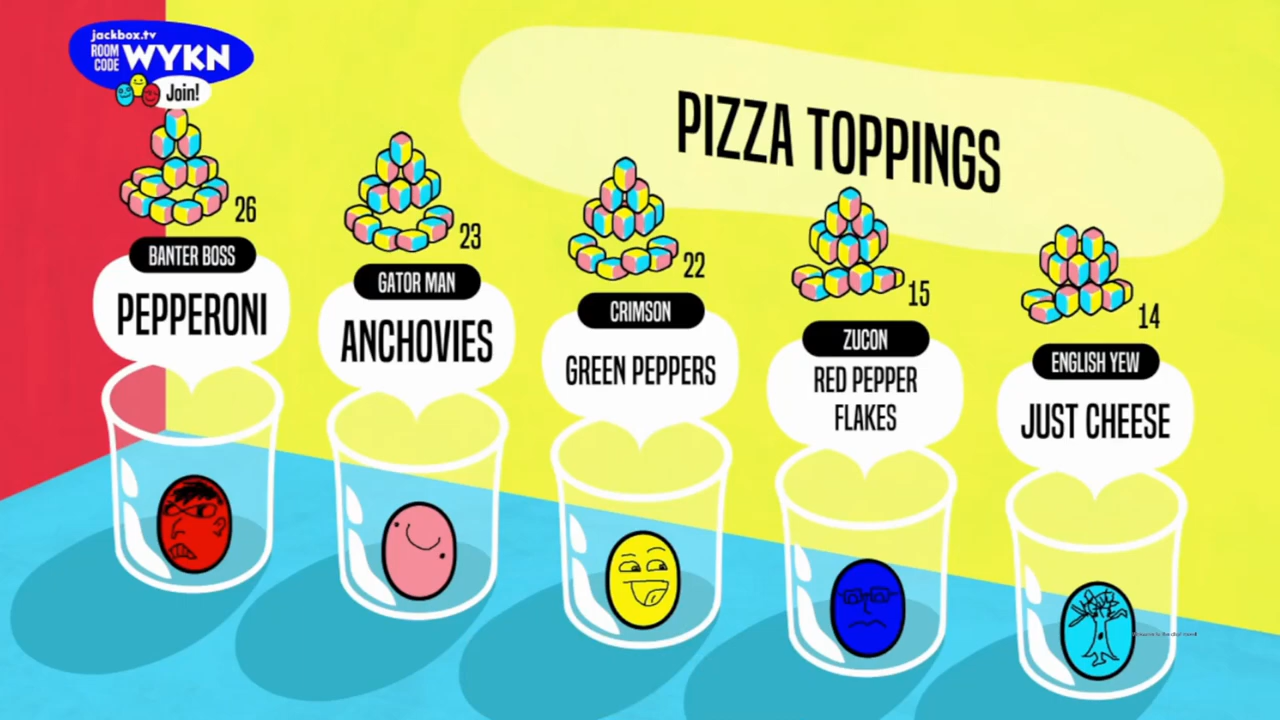 jackbox.tv
ROOM CODE WYKN
Join!
PIZZA TOPPINGS
26
BANTER BOSS
PEPPERONI
23
GATOR MAN
ANCHOVIES
22
CRIMSON
GREEN PEPPERS
15
ZUCON
RED PEPPER
FLAKES
14
ENGLISH YEW
JUST CHEESE